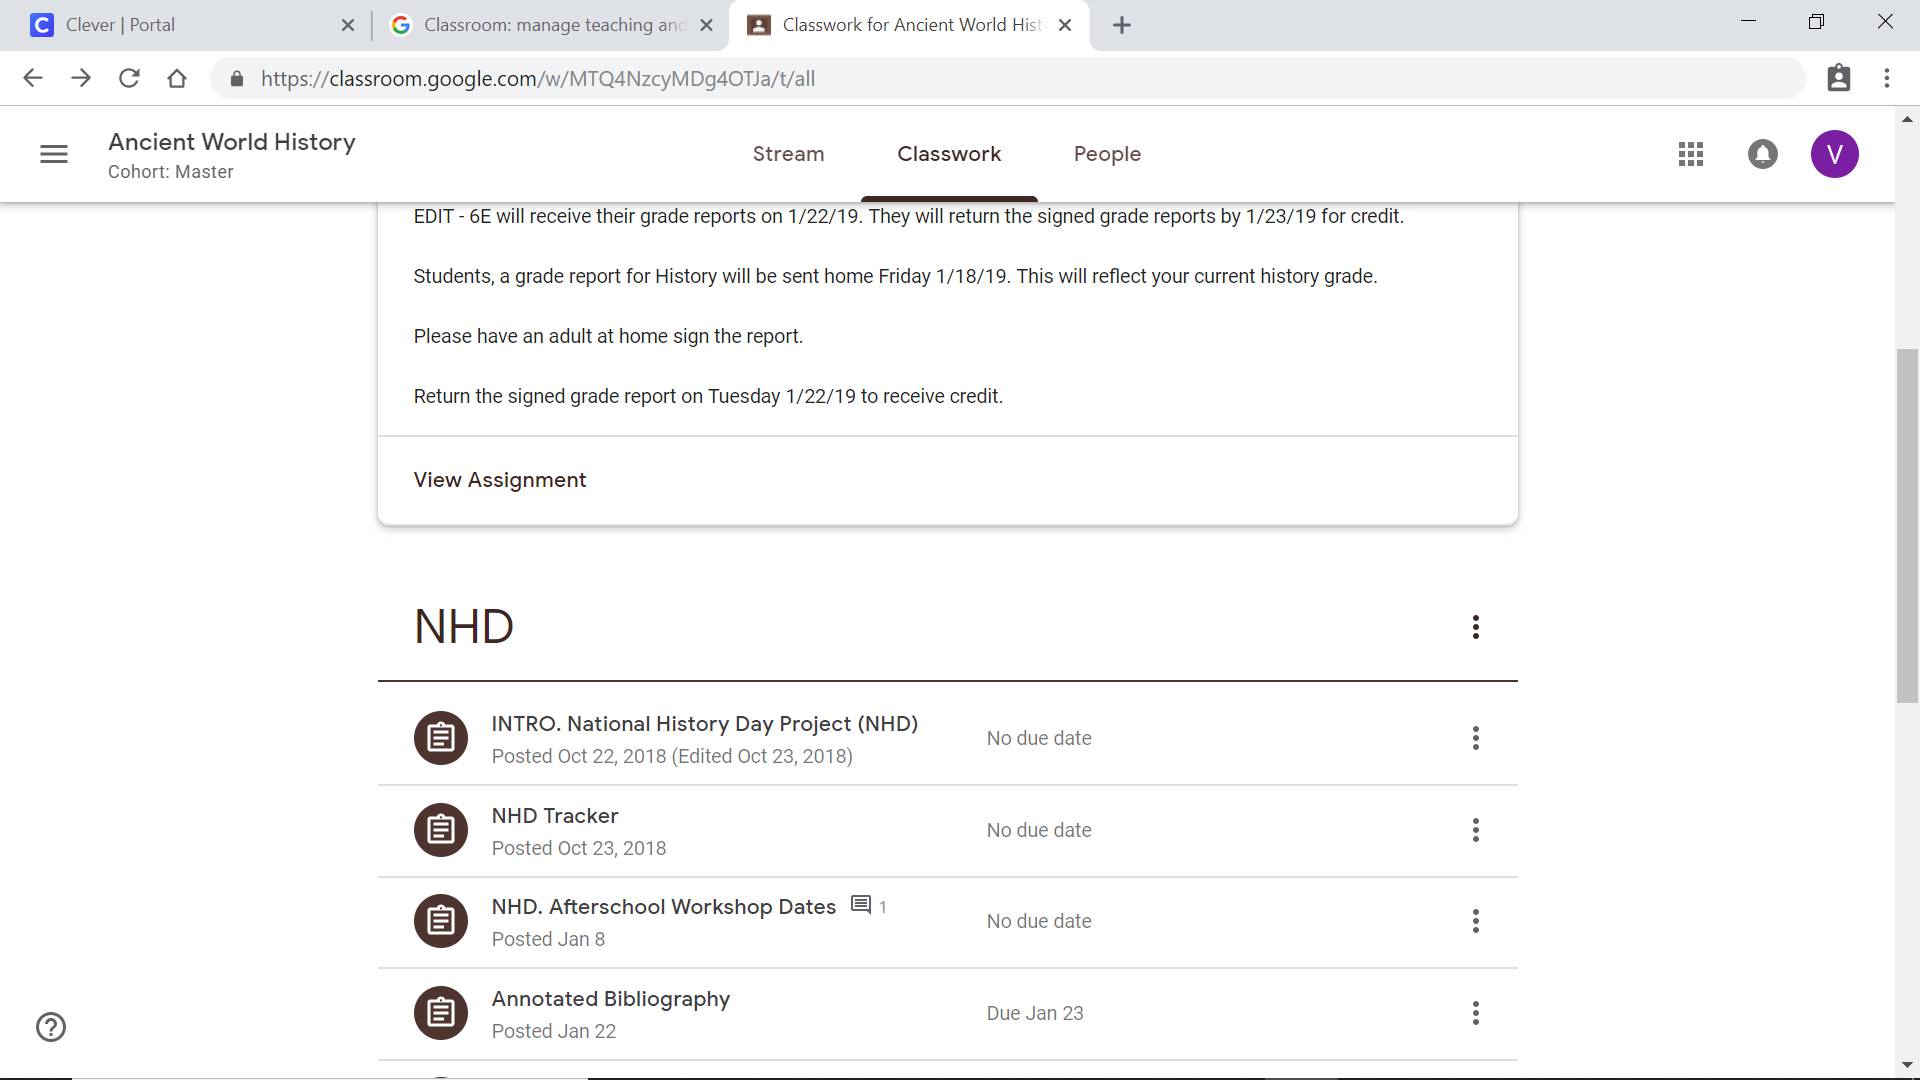 Clever | Portal
Classroom: manage teaching and
Classwork for Ancient World Hist
https://classroom.google.com/w/MTQ4NzcyMDg4OTJa/t/all
Ancient World History
Cohort: Master
Stream
Classwork
People
V
EDIT - 6E will receive their grade reports on 1/22/19. They will return the signed grade reports by 1/23/19 for credit.
Students, a grade report for History will be sent home Friday 1/18/19. This will reflect your current history grade.
Please have an adult at home sign the report.
Return the signed grade report on Tuesday 1/22/19 to receive credit.
View Assignment
NHD
INTRO. National History Day Project (NHD)
Posted Oct 22, 2018 (Edited Oct 23, 2018)
No due date
NHD Tracker
Posted Oct 23, 2018
No due date
NHD. Afterschool Workshop Dates 1
Posted Jan 8
No due date
Annotated Bibliography
Posted Jan 22
Due Jan 23